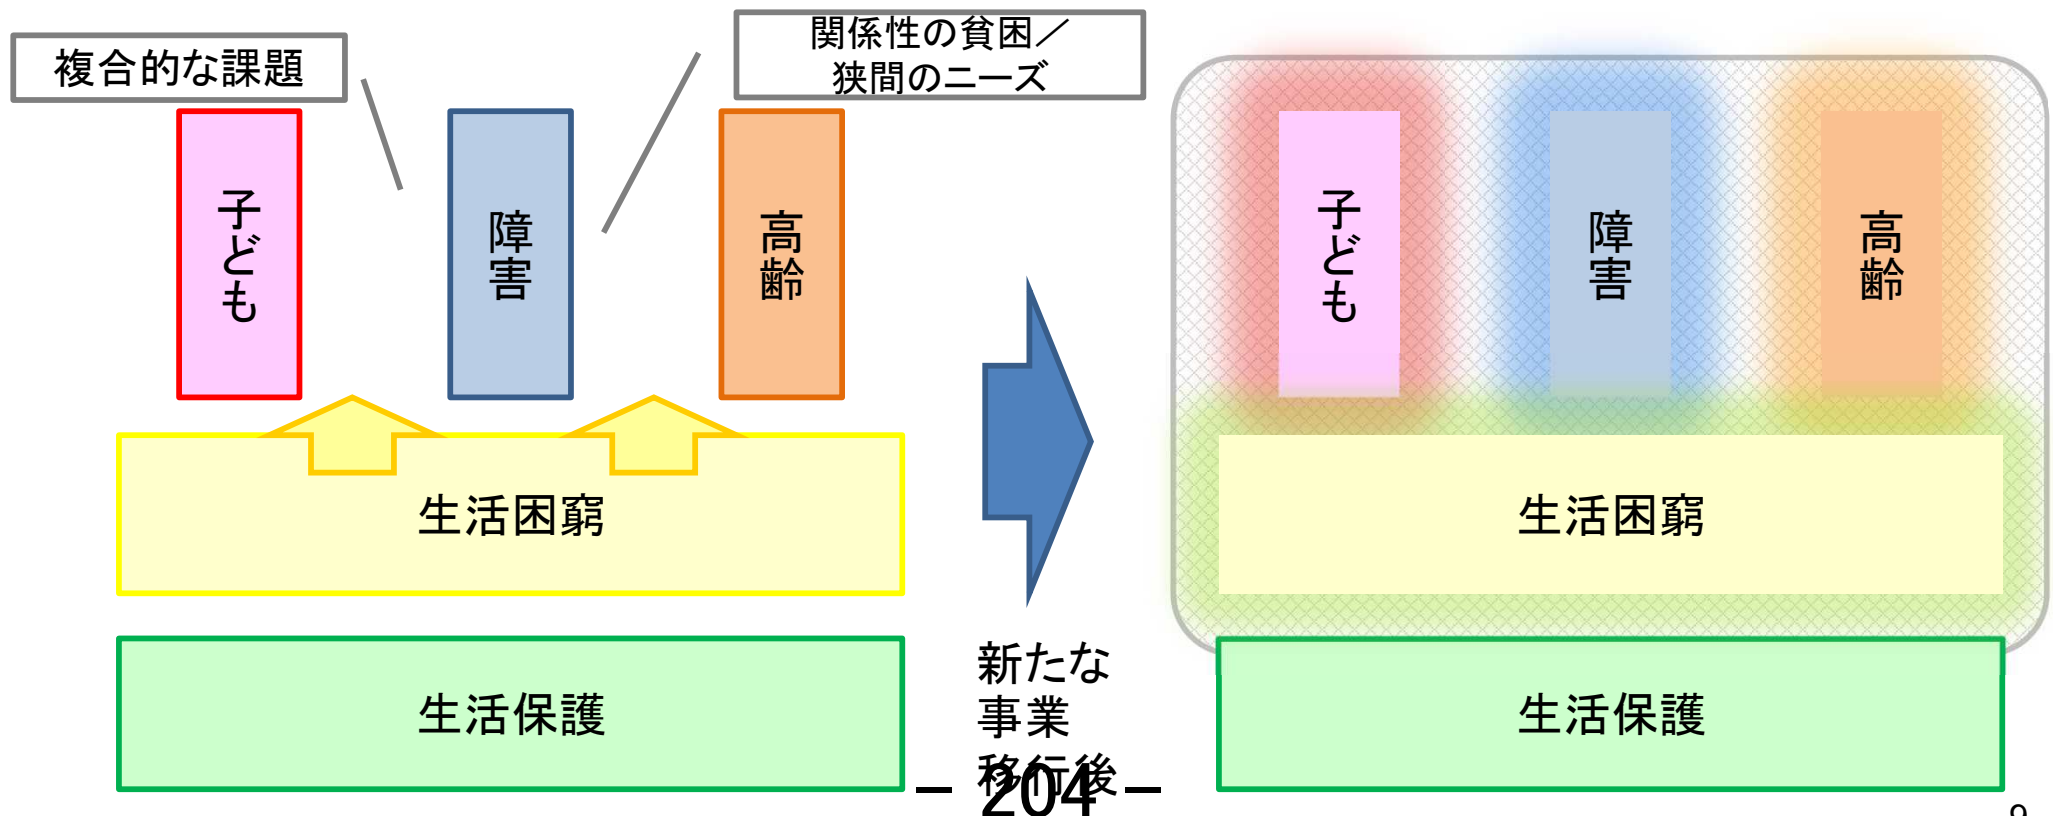 複合的な課題
関係性の貧困／
狭間のニーズ
子ども
障害
高齢
生活困窮
生活保護
新たな
事業
移行後
子ども
障害
高齢
生活困窮
生活保護
－ 204 －